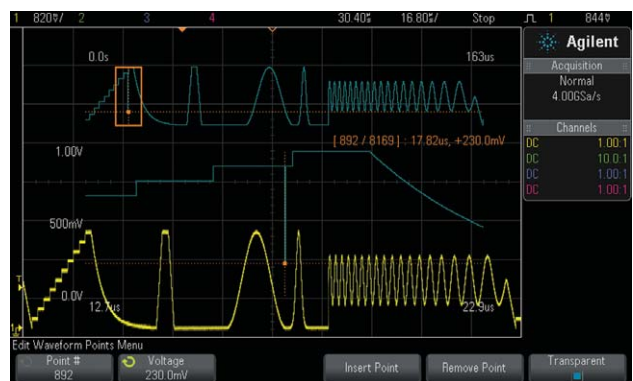 1 820▽/ 2 3 4 30.40s 16.80s/ Stop 1 844▽
Agilent
Acquisition
Normal
4.00GSa/s
Channels
DC 1.00:1
DC 10.0:1
DC 1.00:1
DC 1.00:1
0.0s 163us
[ 892 / 8169 ] : 17.82us, +230.0mV
1.00V
500mV
0.0V
12.7us 22.9us
T
Edit Waveform Points Menu
Point #
892
Voltage
230.0mV
Insert Point
Remove Point
Transparent